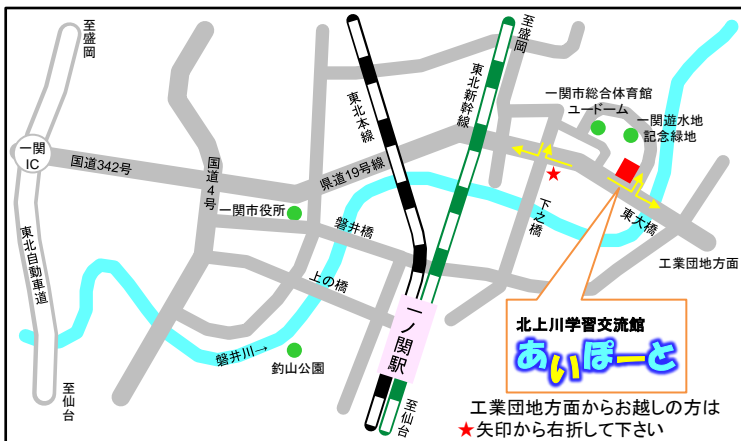 至盛岡
至盛岡
東北本線
東北新幹線
一関市総合体育館
ユードーム
一関遊水地
記念緑地
一関
IC
国道342号
国道4号
県道19号線
★
一関市役所
磐井橋
下之橋
東大橋
東北自動車道
上の橋
工業団地方面
一ノ関駅
北上川学習交流館
あいぽーと
磐井川→
釣山公園
至仙台
至仙台
工業団地方面からお越しの方は
★矢印から右折して下さい